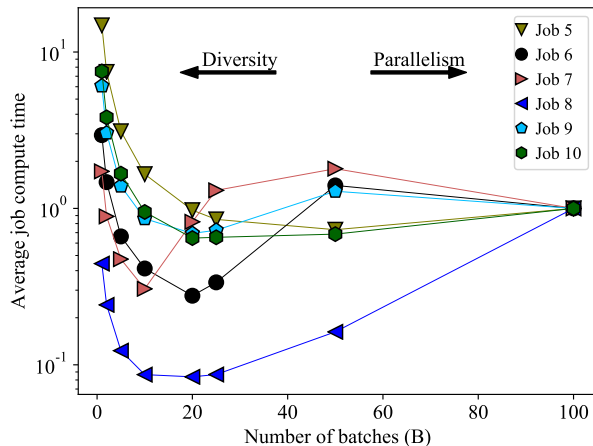 Diversity
Parallelism
Job 5
Job 6
Job 7
Job 8
Job 9
Job 10
Average job compute time
10¹
10⁰
10⁻¹
0 20 40 60 80 100
Number of batches (B)